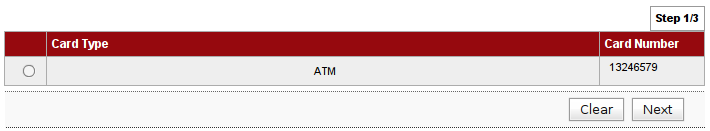 Step 1/3
Card Type Card Number
ATM 13246579
Clear Next